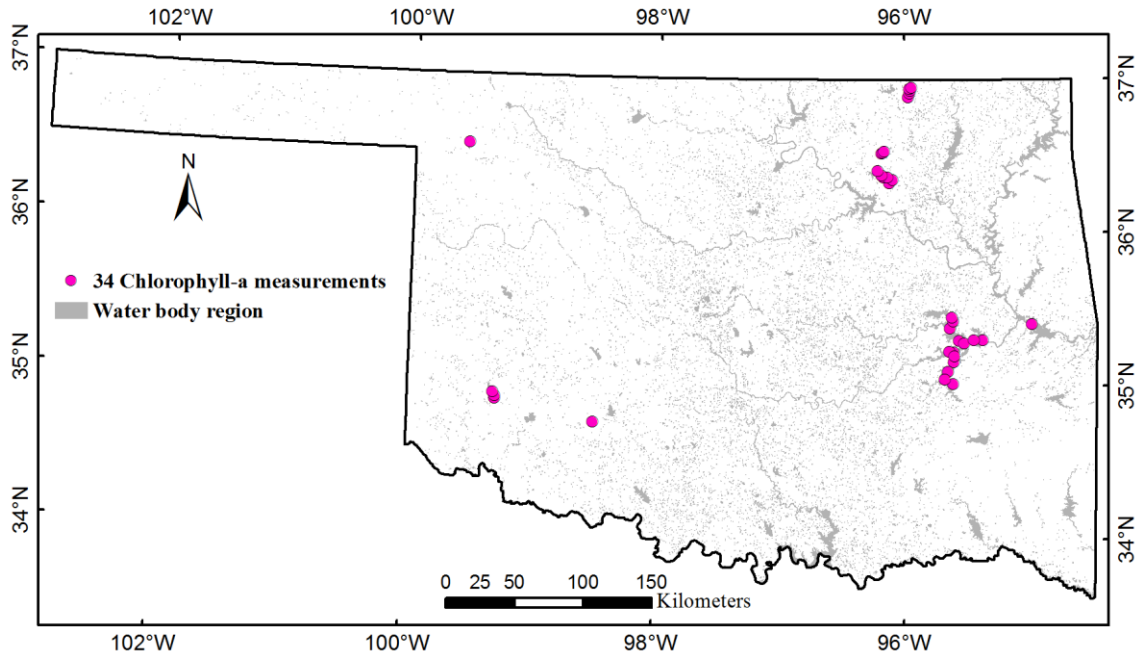 102°W 100°W 98°W 96°W
37°N 37°N
36°N 36°N
35°N 35°N
34°N 34°N
N
34 Chlorophyll-a measurements
Water body region
0 25 50 100 150
Kilometers
102°W 100°W 98°W 96°W